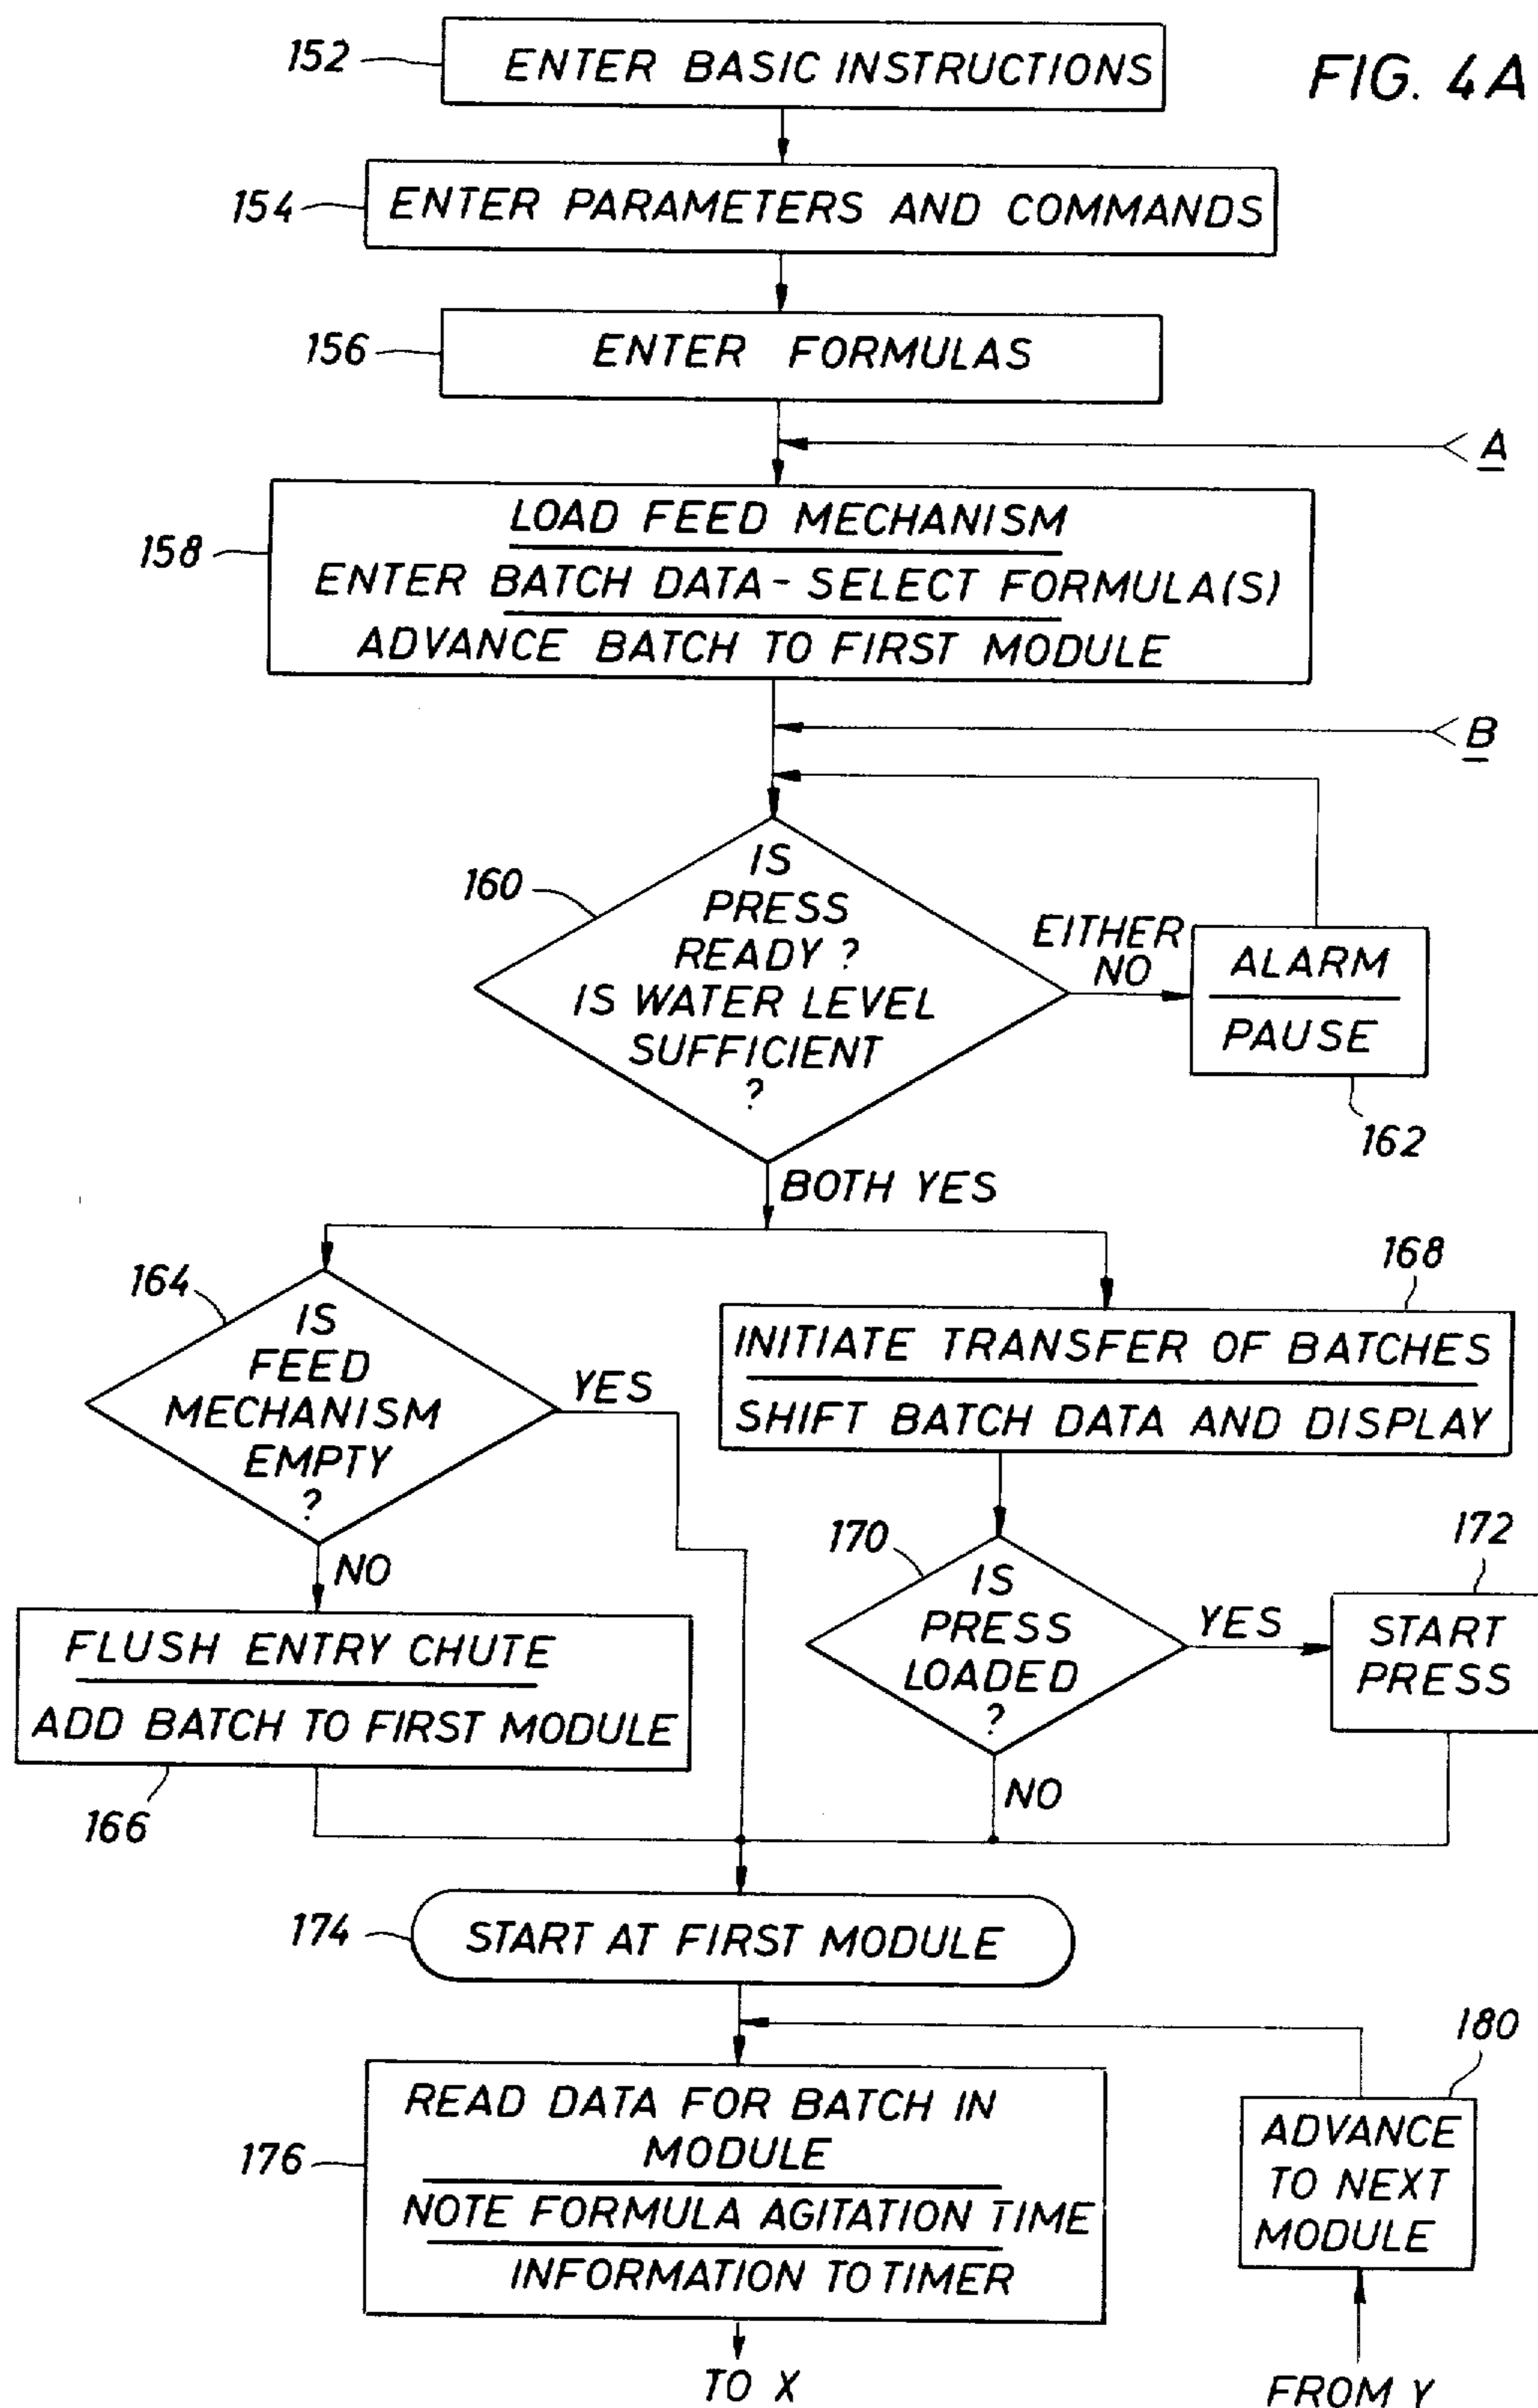 FIG. 4A
152
ENTER BASIC INSTRUCTIONS
154
ENTER PARAMETERS AND COMMANDS
156
ENTER FORMULAS
A
158
LOAD FEED MECHANISM
ENTER BATCH DATA - SELECT FORMULA(S)
ADVANCE BATCH TO FIRST MODULE
B
160
IS
PRESS
READY ?
IS WATER LEVEL
SUFFICIENT
?
EITHER
NO
ALARM
PAUSE
162
BOTH YES
164
IS
FEED
MECHANISM
EMPTY
?
YES
NO
168
INITIATE TRANSFER OF BATCHES
SHIFT BATCH DATA AND DISPLAY
170
IS
PRESS
LOADED
?
YES
172
START
PRESS
NO
FLUSH ENTRY CHUTE
ADD BATCH TO FIRST MODULE
166
174
START AT FIRST MODULE
176
READ DATA FOR BATCH IN
MODULE
NOTE FORMULA AGITATION TIME
INFORMATION TO TIMER
180
ADVANCE
TO NEXT
MODULE
TO X
FROM Y